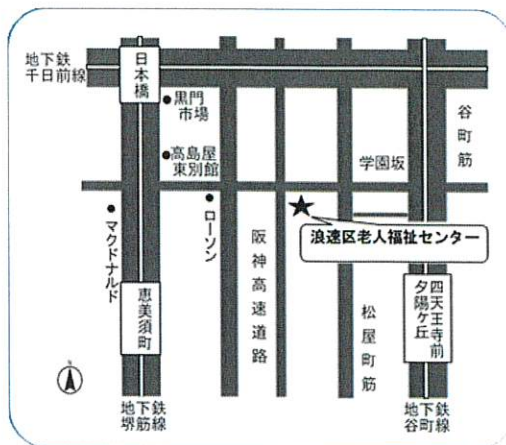 地下鉄
千日前線
日本橋
●黒門
市場
●高島屋
東別館
谷町筋
学園坂
★
浪速区老人福祉センター
●マクドナルド
●ローソン
阪神高速道路
松屋町筋
恵美須町
四天王寺前
夕陽ヶ丘
地下鉄
堺筋線
地下鉄
谷町線